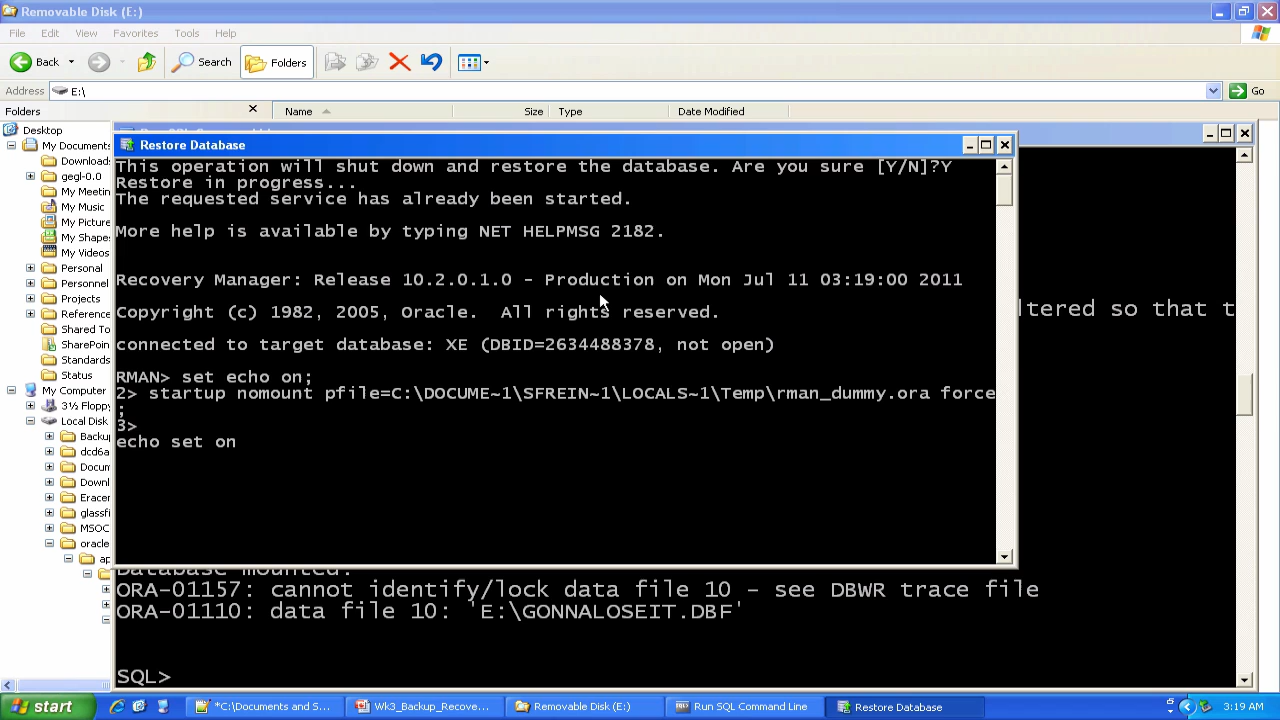 Removable Disk (E:)
File Edit View Favorites Tools Help
Back Search Folders
Address E:\ Go
Folders Name Size Type Date Modified
Desktop
My Documents
Downloads
gegl-0.0
My Meetin
My Music
My Picture
My Shapes
My Videos
Personal
Personnel
Projects
Reference
Shared To
SharePoin
Standards
Status
My Computer
3½ Floppy
Local Disk
Backu
dcd6a
Docum
Downl
Eracer
glassfi
MSOC
oracle
ap
Restore Database
This operation will shut down and restore the database. Are you sure [Y/N]?Y
Restore in progress...
The requested service has already been started.
More help is available by typing NET HELPMSG 2182.
Recovery Manager: Release 10.2.0.1.0 - Production on Mon Jul 11 03:19:00 2011
Copyright (c) 1982, 2005, Oracle.  All rights reserved.
connected to target database: XE (DBID=2634488378, not open)
RMAN> set echo on;
2> startup nomount pfile=C:\DOCUME~1\SFREIN~1\LOCALS~1\Temp\rman_dummy.ora force
;
3>
echo set on
ltered so that t
Database mounted.
ORA-01157: cannot identify/lock data file 10 - see DBWR trace file
ORA-01110: data file 10: 'E:\GONNALOSEIT.DBF'
SQL>
start *C:\Documents and S... Wk3_Backup_Recove... Removable Disk (E:) Run SQL Command Line Restore Database 3:19 AM